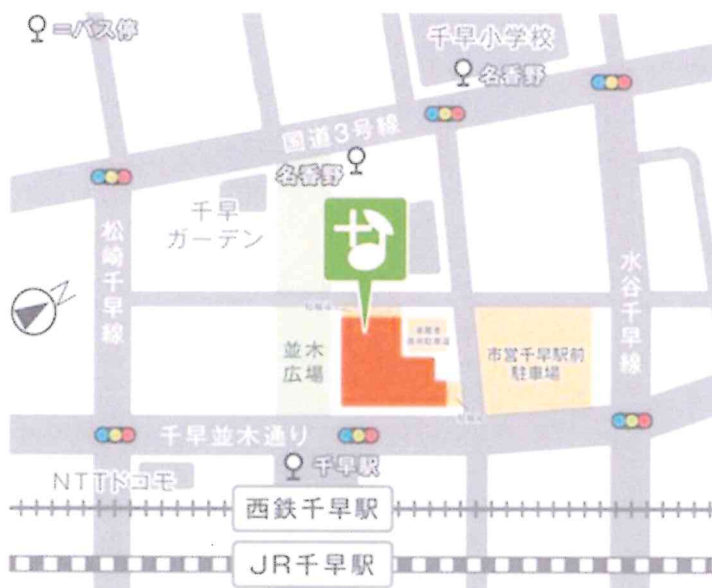 =バス停
千早小学校
名香野
国道3号線
名香野
千早
ガーデン
松崎千早線
水谷千早線
N
並木
広場
市営千早駅前
駐車場
千早並木通り
千早駅
NTTドコモ
西鉄千早駅
JR千早駅